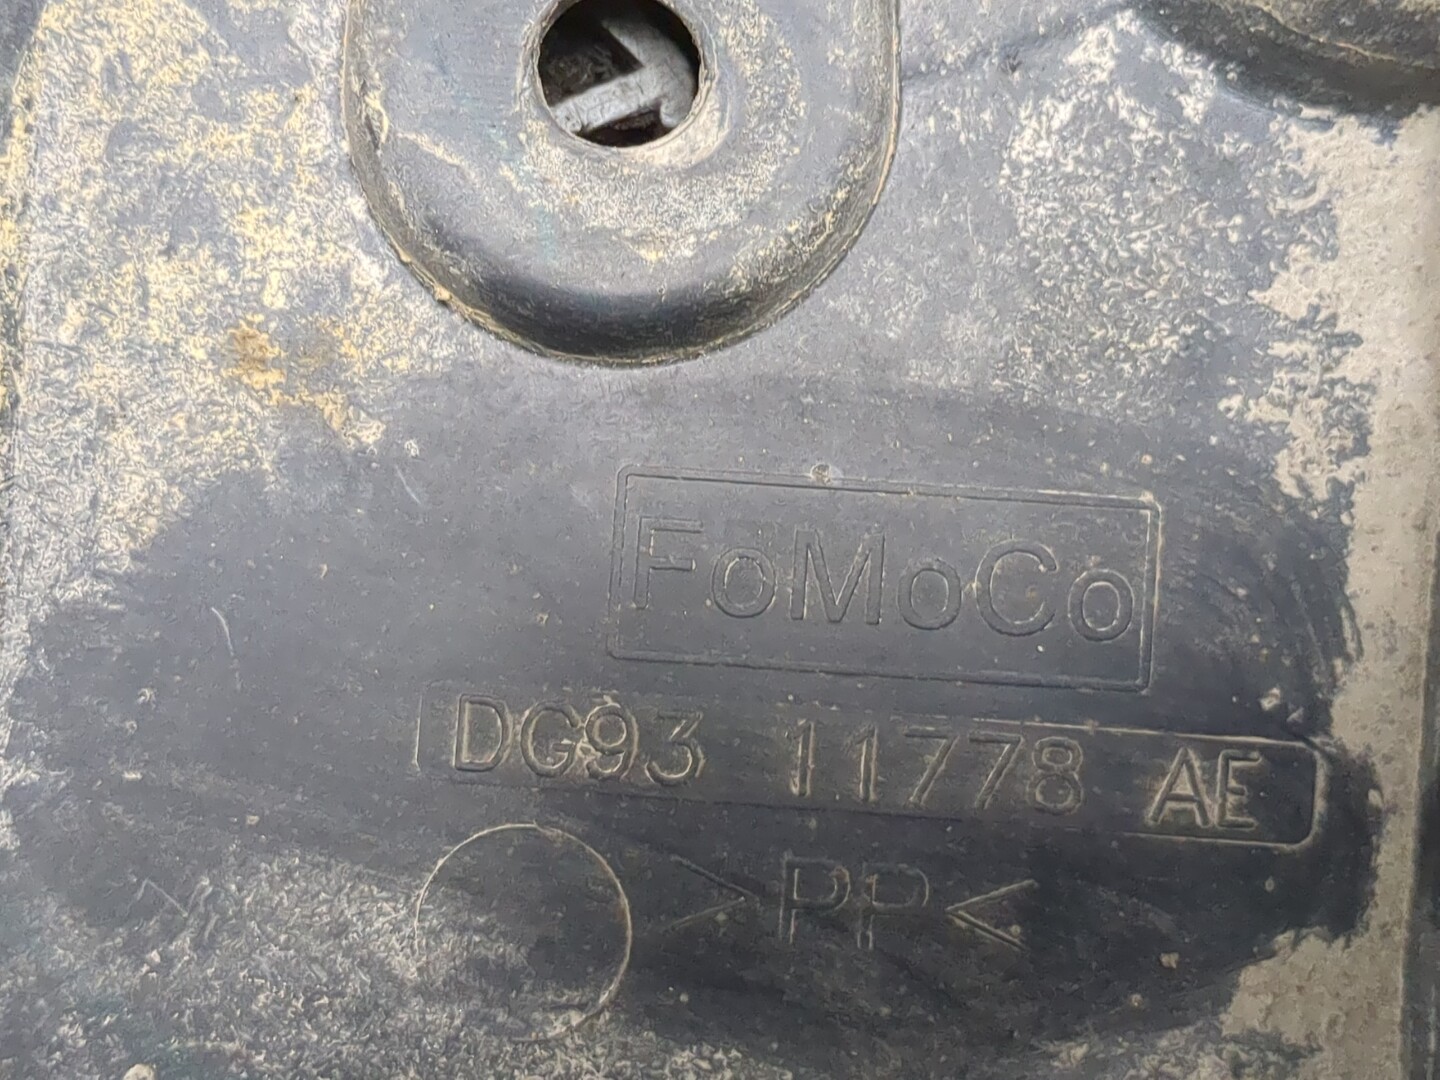 FoMoCo
DG93 11778 AE
>PP<